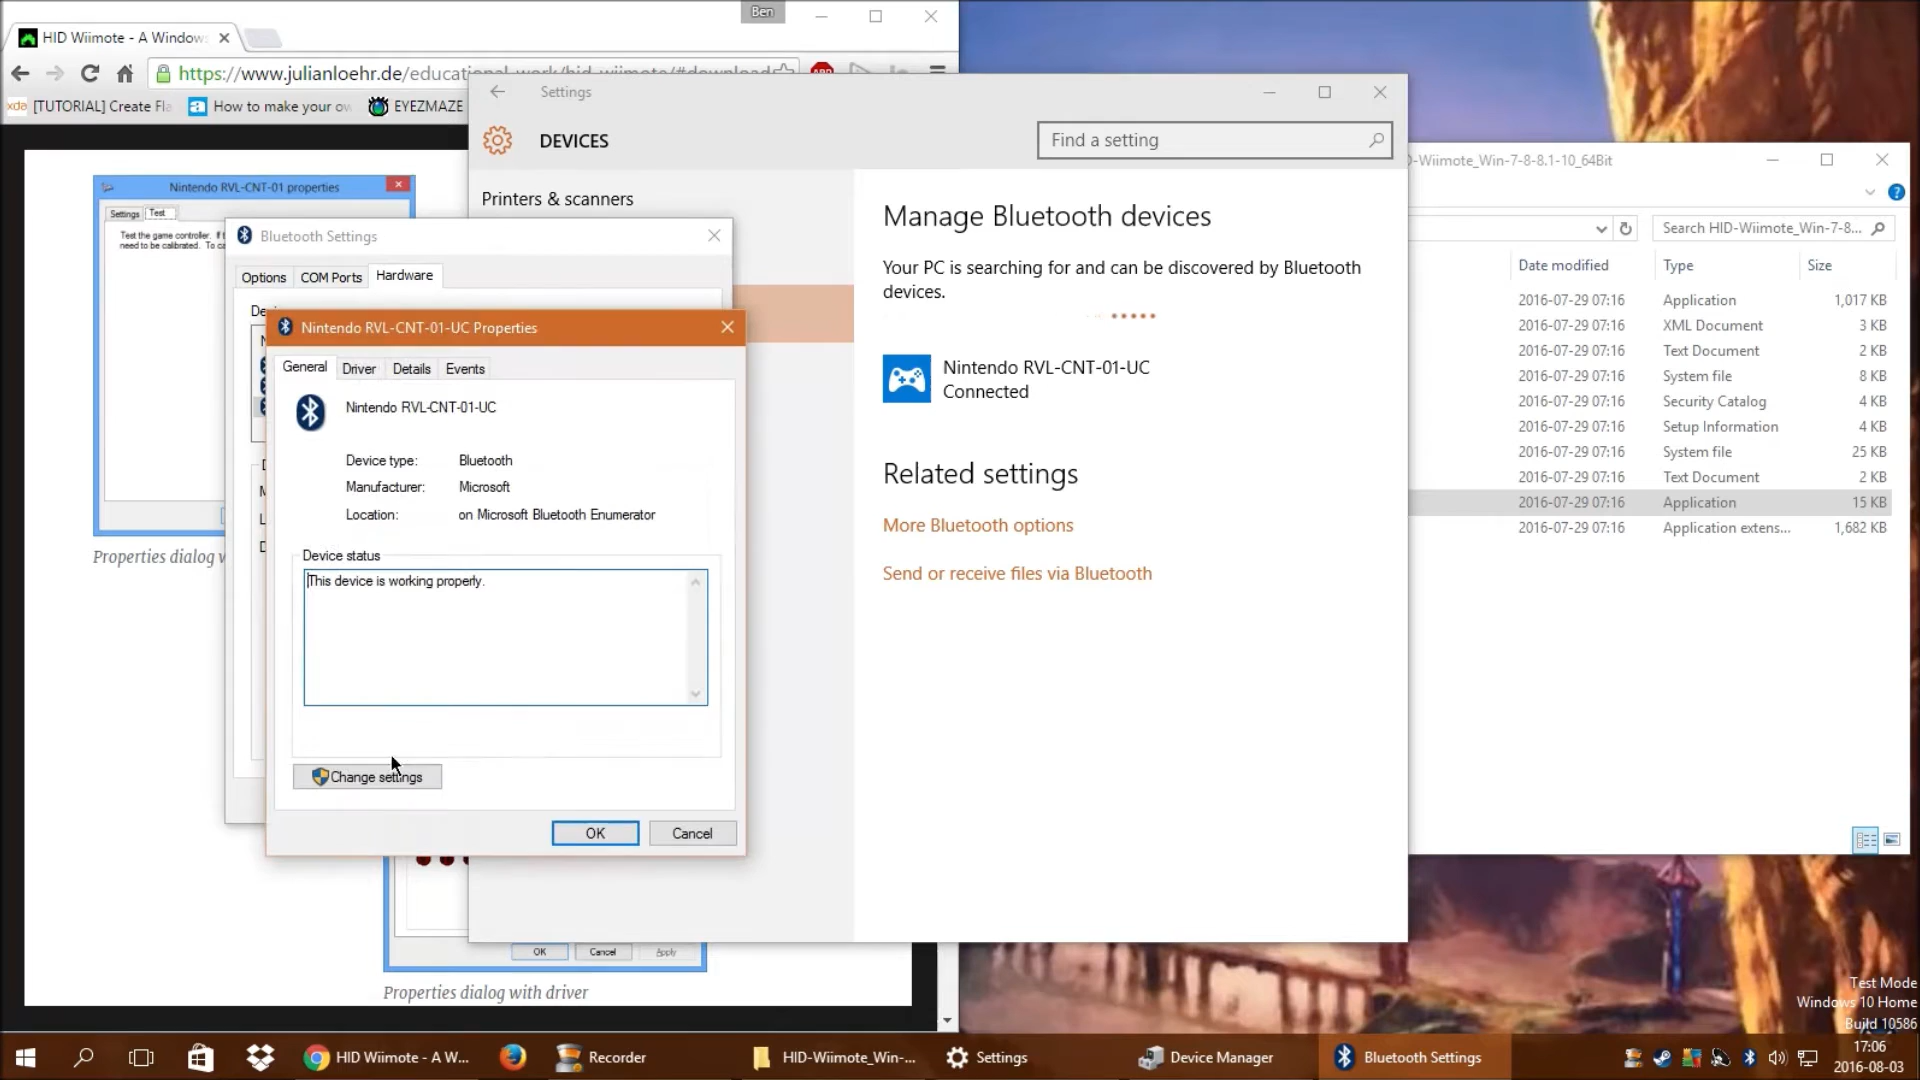 Ben
HID Wiimote - A Window
https://www.julianloehr.de/educational_work/hid_wiimote/#download
ABP
xda [TUTORIAL] Create Fla
How to make your ow
EYEZMAZE
Nintendo RVL-CNT-01 properties
Settings Test
Test the game controller. If t
need to be calibrated. To ca
Properties dialog w
Bluetooth Settings
Options COM Ports Hardware
De
Nintendo RVL-CNT-01-UC Properties
General Driver Details Events
Nintendo RVL-CNT-01-UC
Device type: Bluetooth
Manufacturer: Microsoft
Location: on Microsoft Bluetooth Enumerator
Device status
This device is working properly.
Change settings
OK Cancel
OK Cancel Apply
Properties dialog with driver
Settings
DEVICES
Find a setting
Printers & scanners
Manage Bluetooth devices
Your PC is searching for and can be discovered by Bluetooth
devices.
Nintendo RVL-CNT-01-UC
Connected
Related settings
More Bluetooth options
Send or receive files via Bluetooth
D-Wiimote_Win-7-8-8.1-10_64Bit
Search HID-Wiimote_Win-7-8...
Date modified Type Size
2016-07-29 07:16 Application 1,017 KB
2016-07-29 07:16 XML Document 3 KB
2016-07-29 07:16 Text Document 2 KB
2016-07-29 07:16 System file 8 KB
2016-07-29 07:16 Security Catalog 4 KB
2016-07-29 07:16 Setup Information 4 KB
2016-07-29 07:16 System file 25 KB
2016-07-29 07:16 Text Document 2 KB
2016-07-29 07:16 Application 15 KB
2016-07-29 07:16 Application extens... 1,682 KB
Test Mode
Windows 10 Home
Build 10586
HID Wiimote - A W...
Recorder
HID-Wiimote_Win-...
Settings
Device Manager
Bluetooth Settings
17:06
2016-08-03